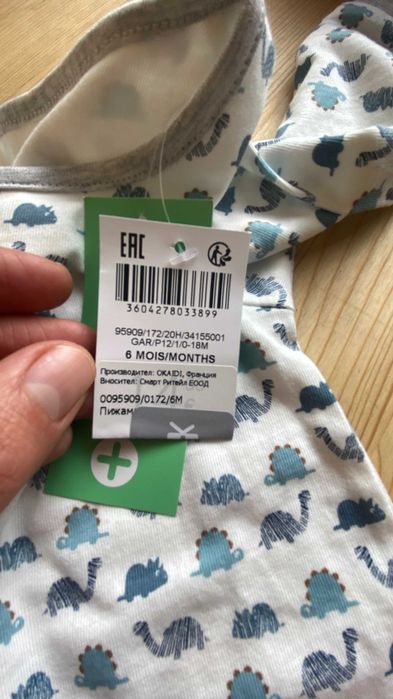 EAC
3604278033899
95909/172/20H/34155001
GAR/P12/1/0-18M
6 MOIS/MONTHS
Производител: OKAIDI, Франция
Вносител: Смарт Ритейл ЕООД
0095909/0172/6M
K